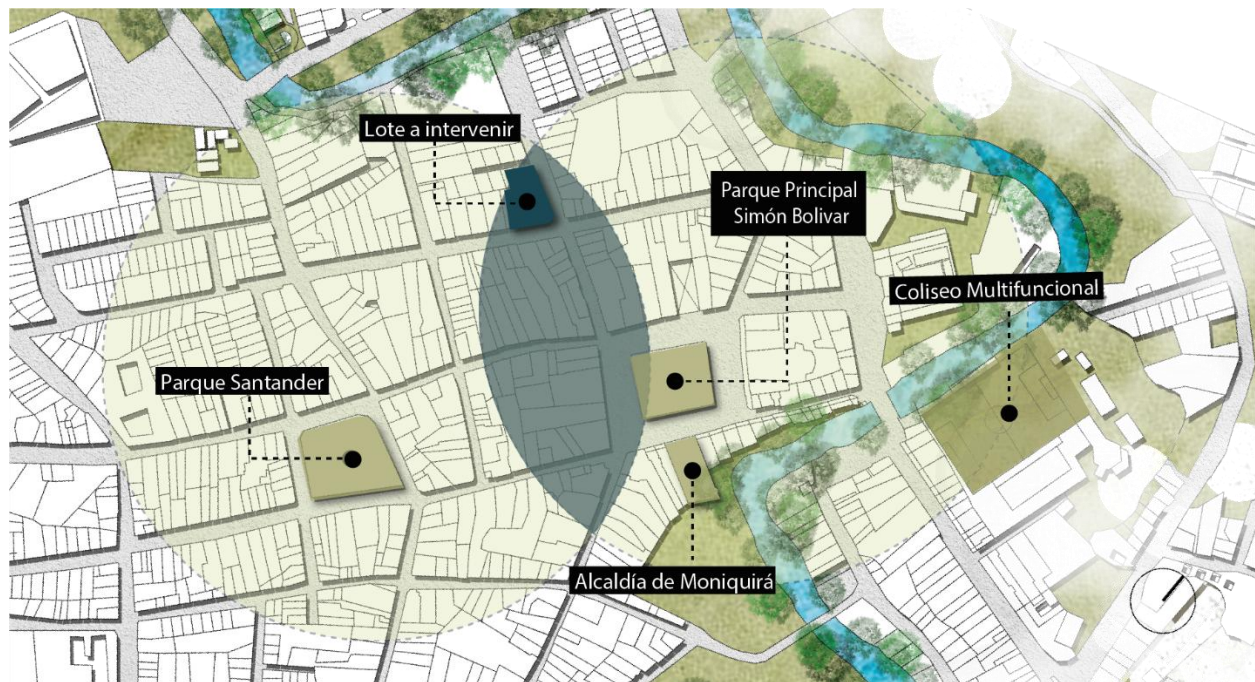 Lote a intervenir
Parque Principal
Simón Bolivar
Coliseo Multifuncional
Parque Santander
Alcaldía de Moniquirá